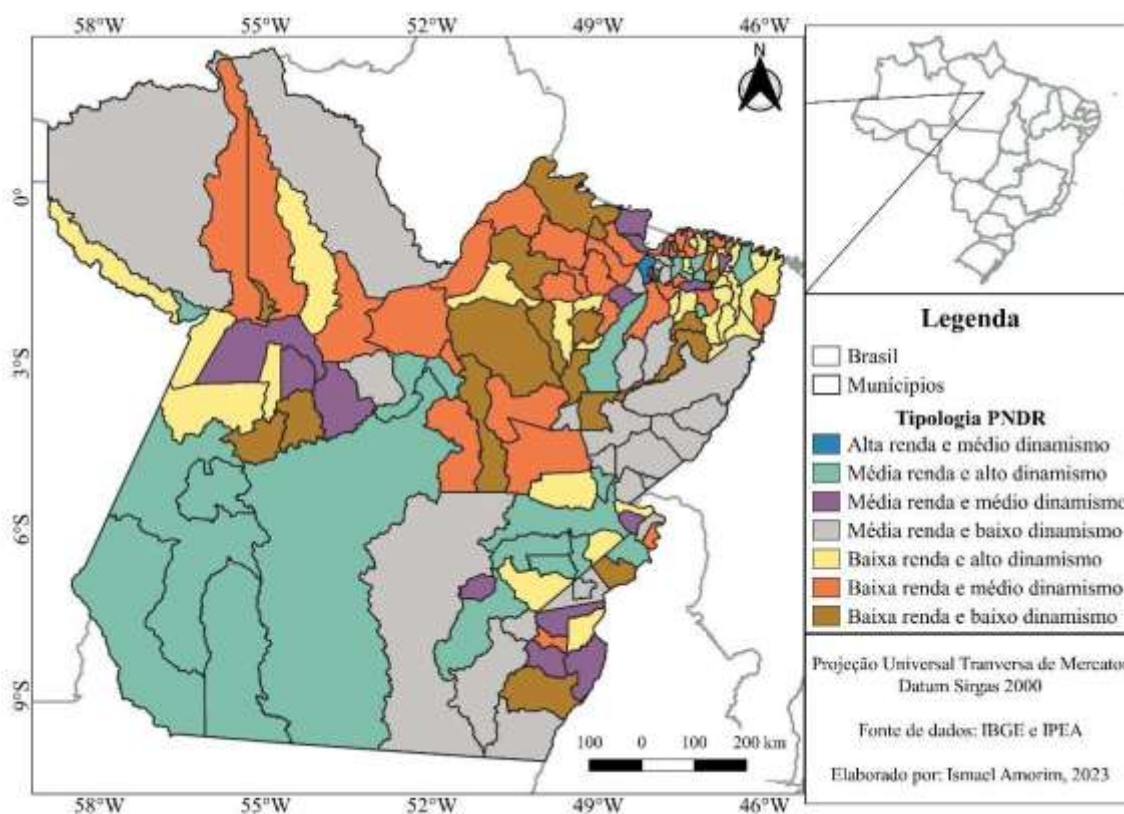 58°W 55°W 52°W 49°W 46°W
N
0°
3°S
6°S
9°S
100 0 100 200 km
58°W 55°W 52°W 49°W 46°W
Legenda
Brasil
Munícipios
Tipologia PNDR
Alta renda e médio dinamismo
Média renda e alto dinamismo
Média renda e médio dinamismo
Média renda e baixo dinamismo
Baixa renda e alto dinamismo
Baixa renda e médio dinamismo
Baixa renda e baixo dinamismo
Projeção Universal Tranversa de Mercator
Datum Sirgas 2000
Fonte de dados: IBGE e IPEA
Elaborado por: Ismael Amorim, 2023